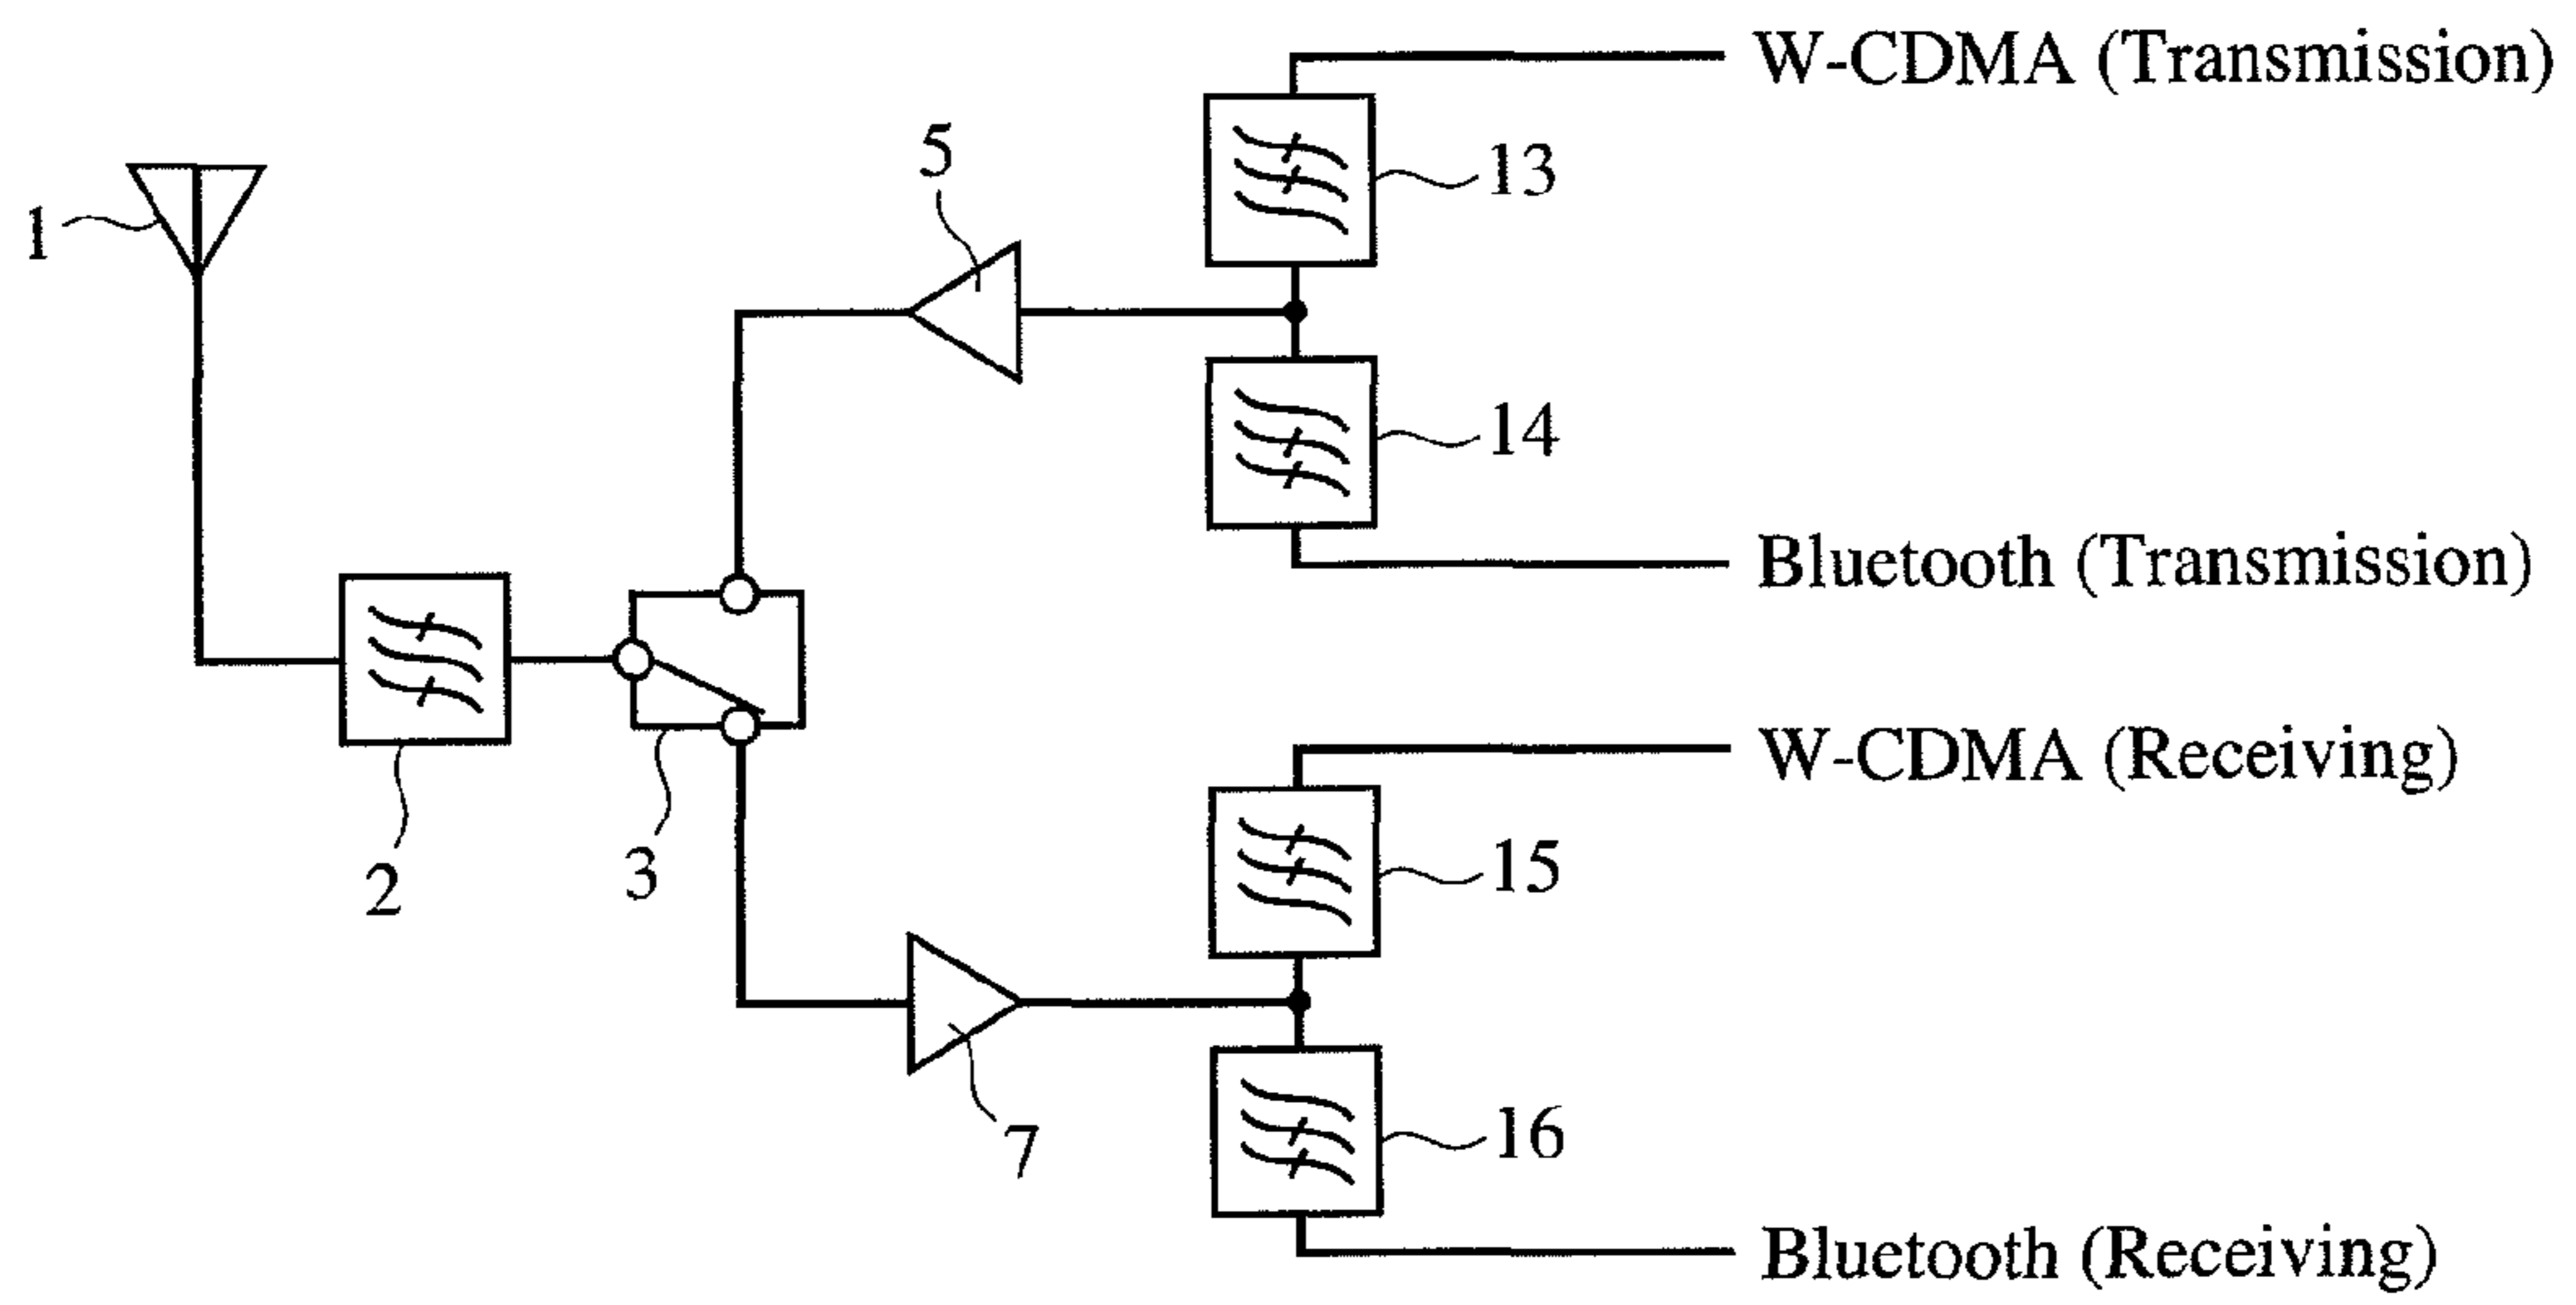 W-CDMA (Transmission)
13
5
1
14
Bluetooth (Transmission)
W-CDMA (Receiving)
15
3
2
16
7
Bluetooth (Receiving)